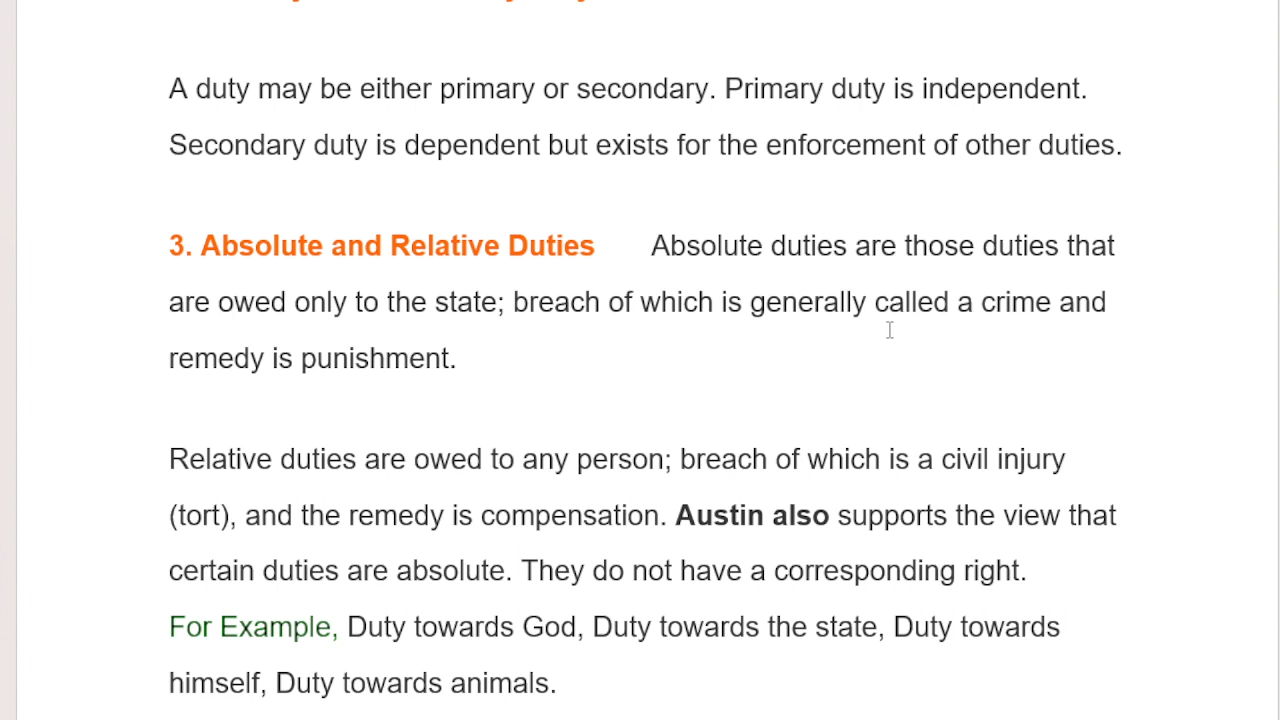 A duty may be either primary or secondary. Primary duty is independent.
Secondary duty is dependent but exists for the enforcement of other duties.
3. Absolute and Relative Duties Absolute duties are those duties that
are owed only to the state; breach of which is generally called a crime and
remedy is punishment.
Relative duties are owed to any person; breach of which is a civil injury
(tort), and the remedy is compensation. Austin also supports the view that
certain duties are absolute. They do not have a corresponding right.
For Example, Duty towards God, Duty towards the state, Duty towards
himself, Duty towards animals.